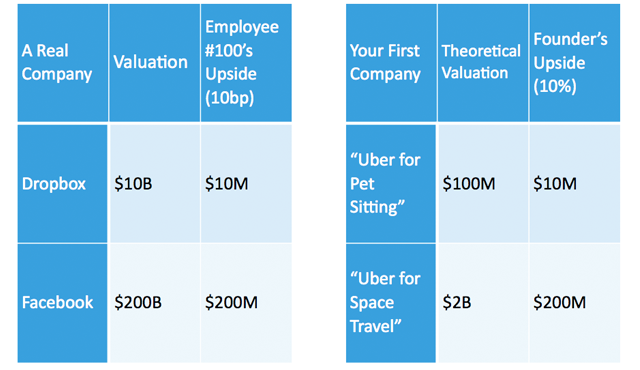 A Real
Company
Valuation
Employee
#100’s
Upside
(10bp)
Dropbox
$10B
$10M
Facebook
$200B
$200M
Your First
Company
Theoretical
Valuation
Founder’s
Upside
(10%)
“Uber for
Pet
Sitting”
$100M
$10M
“Uber for
Space
Travel”
$2B
$200M